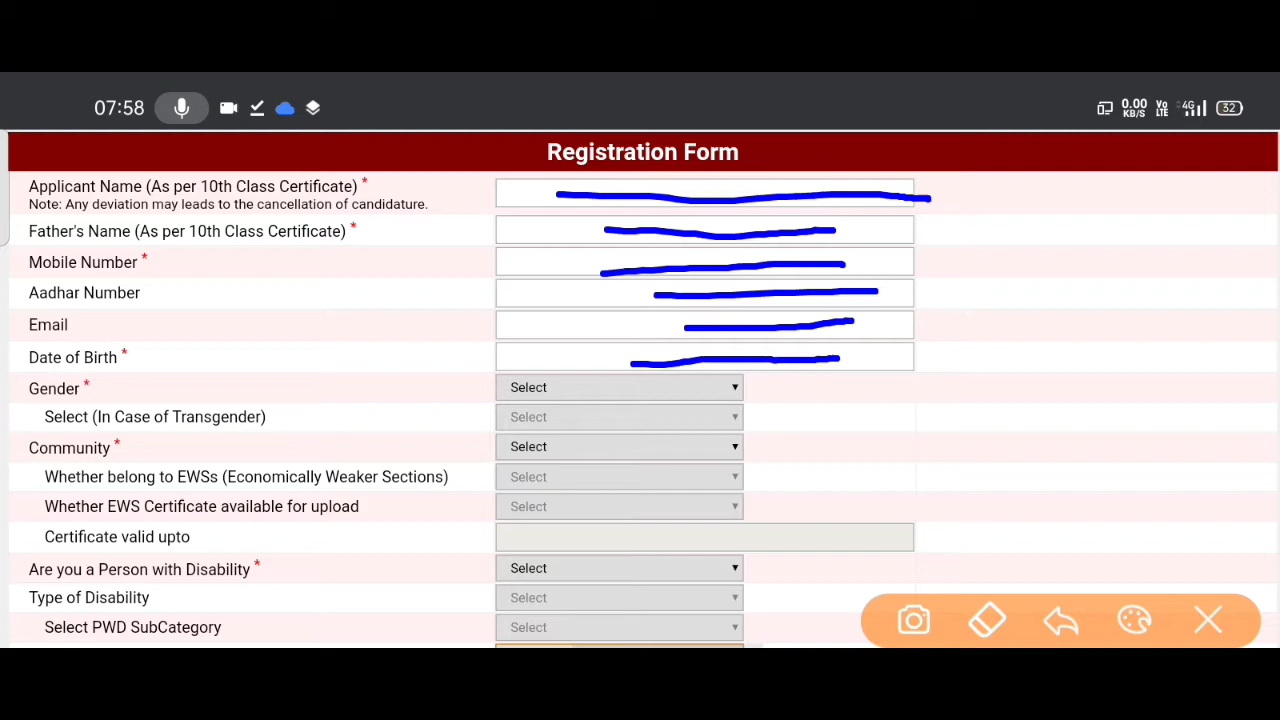 07:58 0.00 KB/S Vo LTE 4G 32
Registration Form
Applicant Name (As per 10th Class Certificate) *
Note: Any deviation may leads to the cancellation of candidature.
Father's Name (As per 10th Class Certificate) *
Mobile Number *
Aadhar Number
Email
Date of Birth *
Gender * Select
Select (In Case of Transgender) Select
Community * Select
Whether belong to EWSs (Economically Weaker Sections) Select
Whether EWS Certificate available for upload Select
Certificate valid upto
Are you a Person with Disability * Select
Type of Disability Select
Select PWD SubCategory Select